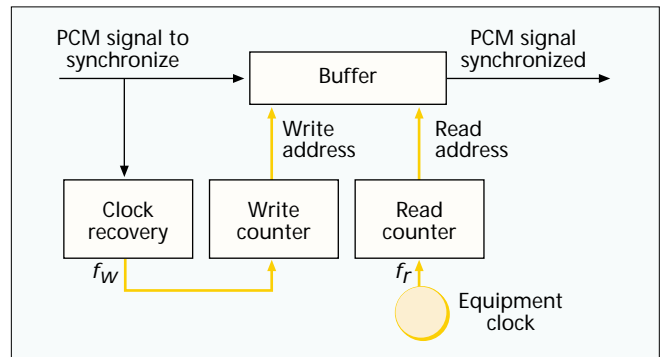 PCM signal to
synchronize
Buffer
PCM signal
synchronized
Write
address
Read
address
Clock
recovery
Write
counter
Read
counter
fW
fr
Equipment
clock